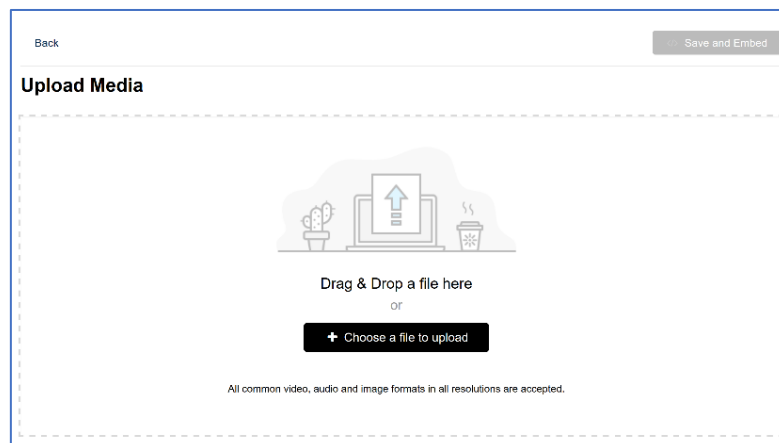 Back
Save and Embed
Upload Media
Drag & Drop a file here
or
+ Choose a file to upload
All common video, audio and image formats in all resolutions are accepted.